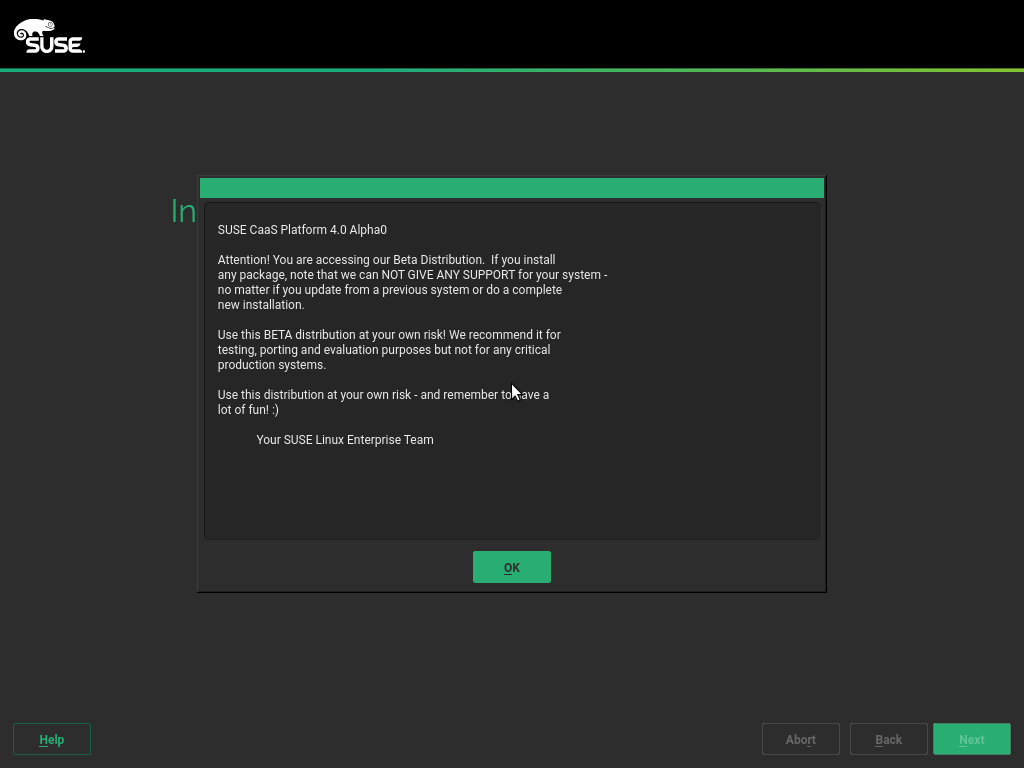 SUSE.
In
SUSE CaaS Platform 4.0 Alpha0
Attention! You are accessing our Beta Distribution.  If you install
any package, note that we can NOT GIVE ANY SUPPORT for your system -
no matter if you update from a previous system or do a complete
new installation.
Use this BETA distribution at your own risk! We recommend it for
testing, porting and evaluation purposes but not for any critical
production systems.
Use this distribution at your own risk - and remember to have a
lot of fun! :)
Your SUSE Linux Enterprise Team
OK
Help
Abort
Back
Next